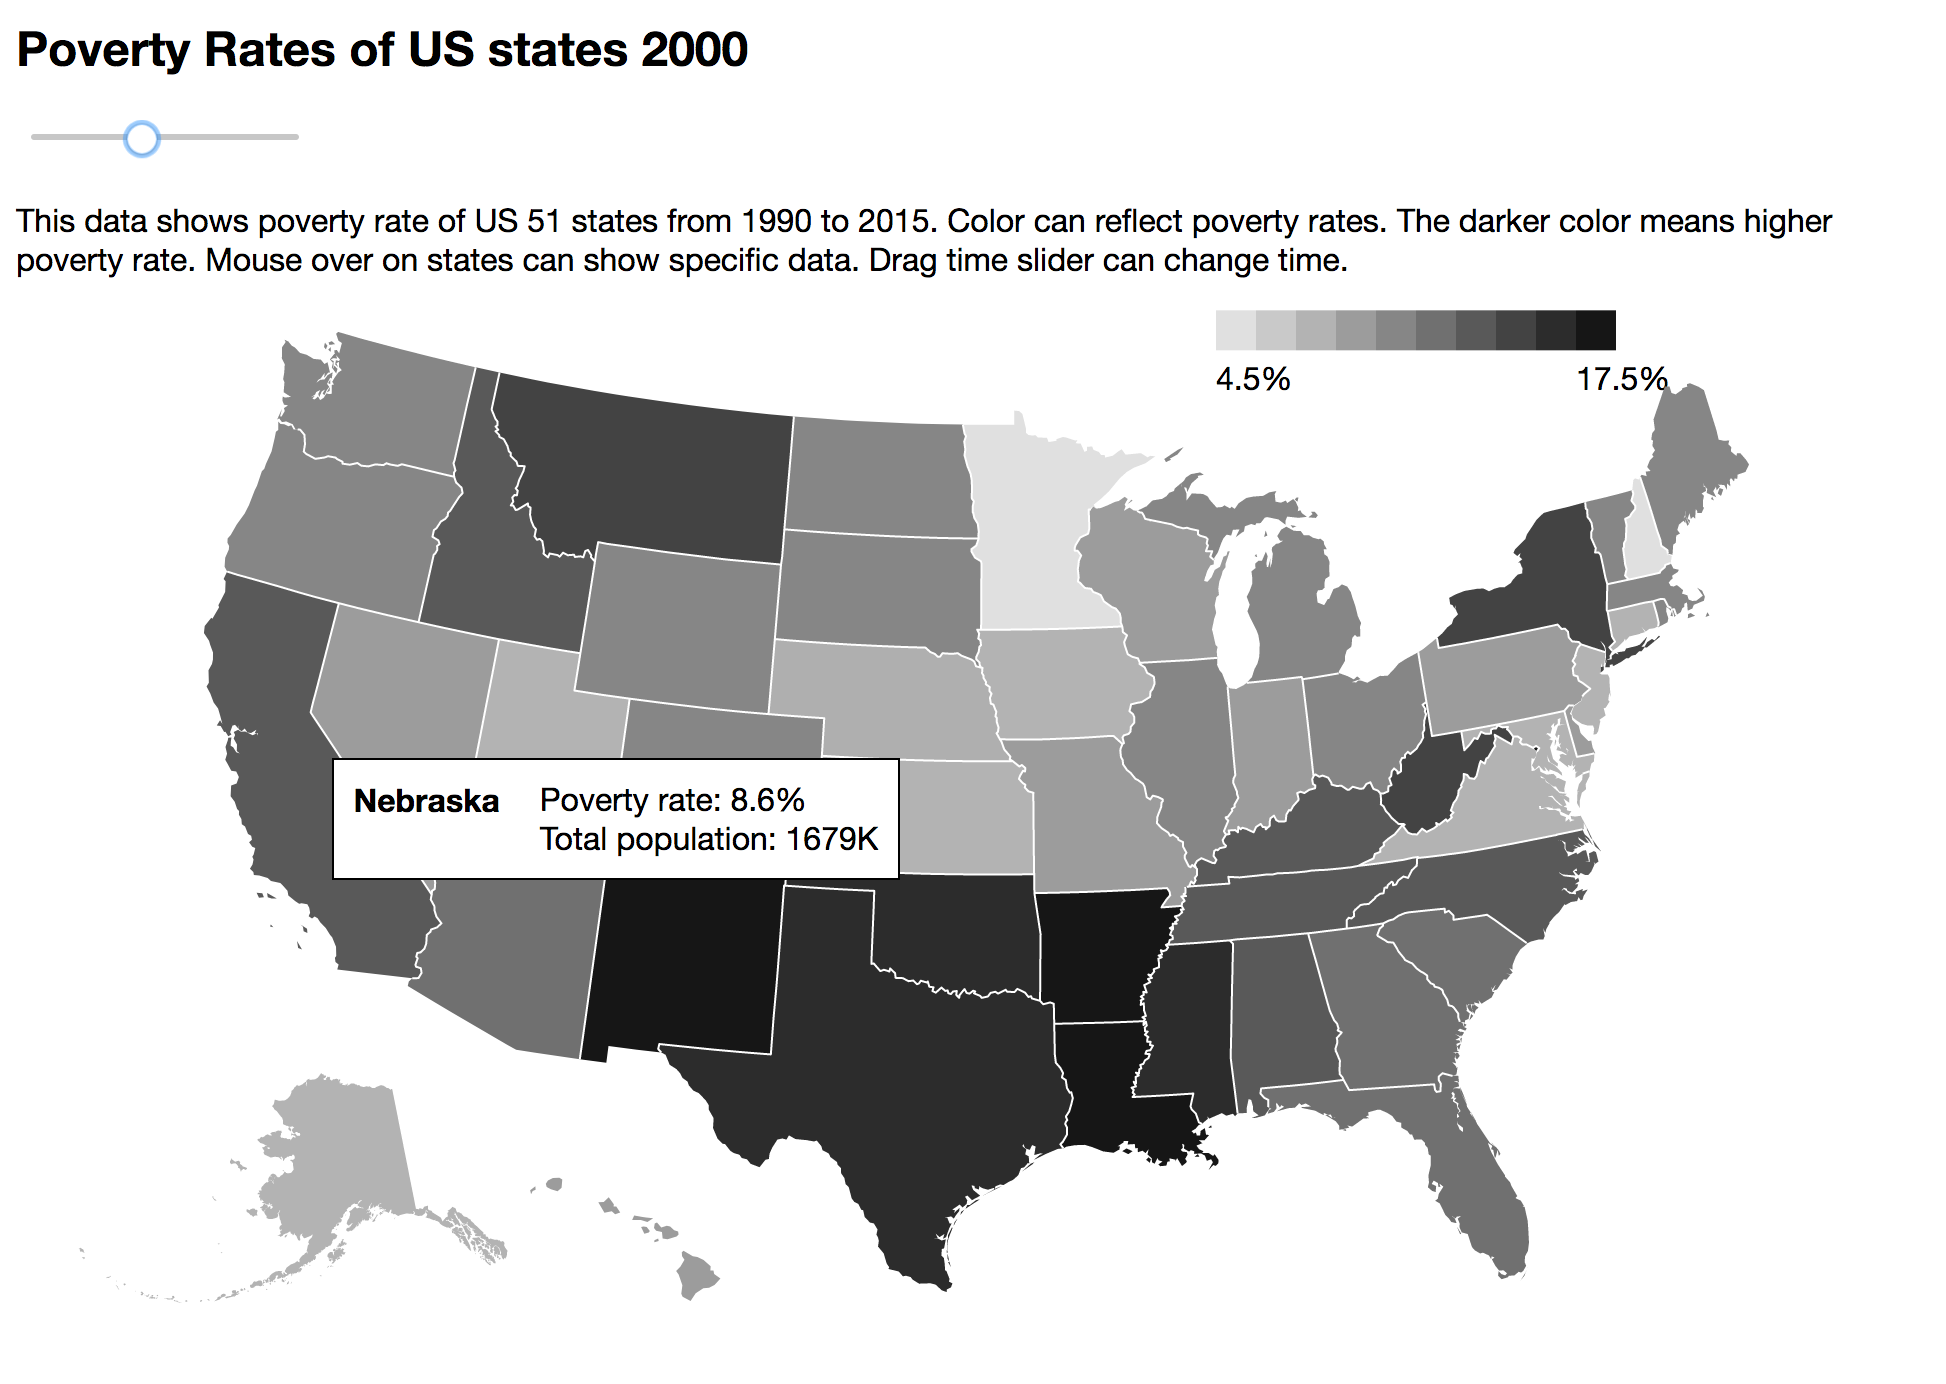 Poverty Rates of US states 2000
This data shows poverty rate of US 51 states from 1990 to 2015. Color can reflect poverty rates. The darker color means higher
poverty rate. Mouse over on states can show specific data. Drag time slider can change time.
4.5% 17.5%
Nebraska Poverty rate: 8.6%
Total population: 1679K